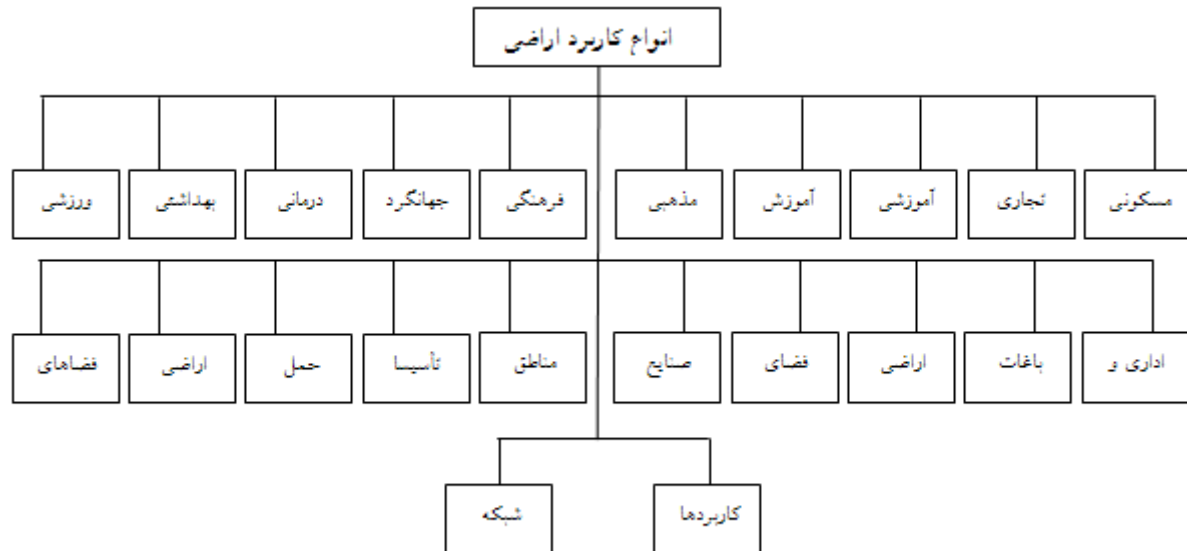 انواع کاربرد اراضی
مسکونی
تجاری
آموزشی
آموزش
مذهبی
فرهنگی
جهانگرد
درمانی
بهداشتی
ورزشی
اداری و
باغات
اراضی
فضای
صنایع
مناطق
تأسیسا
حمل
اراضی
فضاهای
کاربردها
شبکه